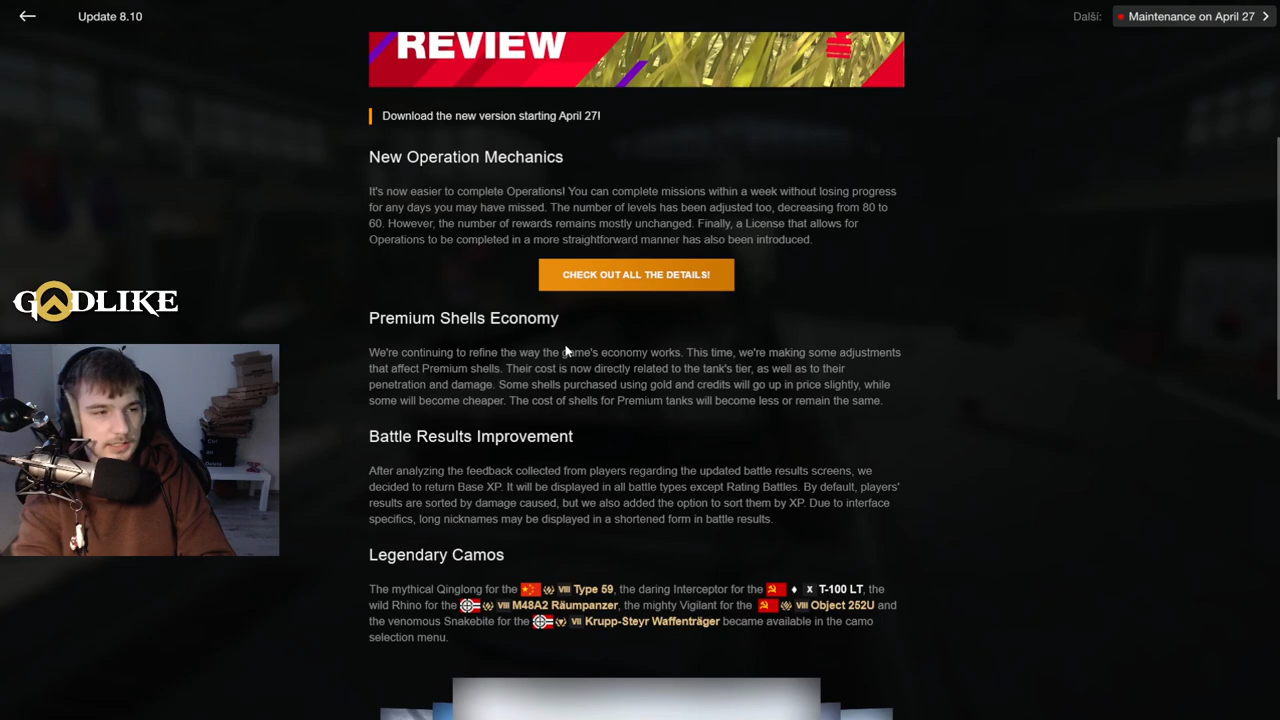 Update 8.10
Další:
Maintenance on April 27
REVIEW
Download the new version starting April 27!
New Operation Mechanics
It's now easier to complete Operations! You can complete missions within a week without losing progress
for any days you may have missed. The number of levels has been adjusted too, decreasing from 80 to
60. However, the number of rewards remains mostly unchanged. Finally, a License that allows for
Operations to be completed in a more straightforward manner has also been introduced.
CHECK OUT ALL THE DETAILS!
GODLIKE
Premium Shells Economy
We're continuing to refine the way the game's economy works. This time, we're making some adjustments
that affect Premium shells. Their cost is now directly related to the tank's tier, as well as to their
penetration and damage. Some shells purchased using gold and credits will go up in price slightly, while
some will become cheaper. The cost of shells for Premium tanks will become less or remain the same.
Battle Results Improvement
After analyzing the feedback collected from players regarding the updated battle results screens, we
decided to return Base XP. It will be displayed in all battle types except Rating Battles. By default, players'
results are sorted by damage caused, but we also added the option to sort them by XP. Due to interface
specifics, long nicknames may be displayed in a shortened form in battle results.
Legendary Camos
The mythical Qinglong for the VIII Type 59, the daring Interceptor for the X T-100 LT, the
wild Rhino for the VIII M48A2 Räumpanzer, the mighty Vigilant for the VIII Object 252U and
the venomous Snakebite for the VII Krupp-Steyr Waffenträger became available in the camo
selection menu.